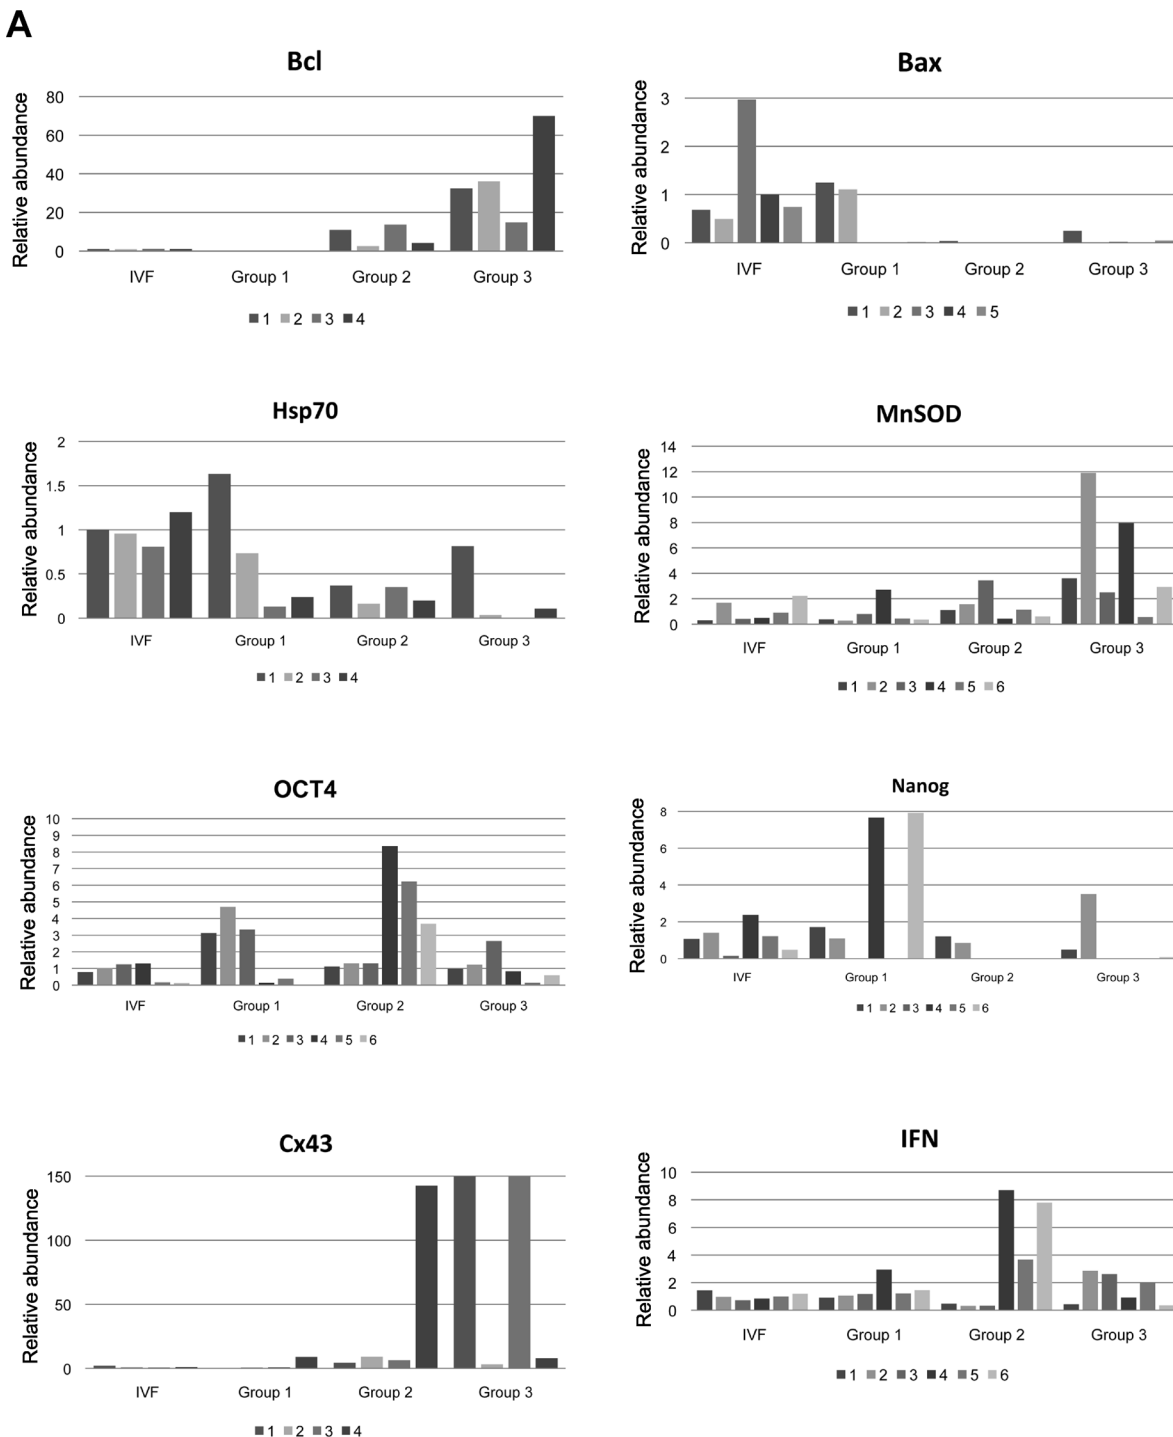 A
Bcl
Relative abundance
80
60
40
20
0
IVF Group 1 Group 2 Group 3
1 2 3 4
Bax
Relative abundance
3
2
1
0
IVF Group 1 Group 2 Group 3
1 2 3 4 5
Hsp70
Relative abundance
2
1.5
1
0.5
0
IVF Group 1 Group 2 Group 3
1 2 3 4
MnSOD
Relative abundance
14
12
10
8
6
4
2
0
IVF Group 1 Group 2 Group 3
1 2 3 4 5 6
OCT4
Relative abundance
10
9
8
7
6
5
4
3
2
1
0
IVF Group 1 Group 2 Group 3
1 2 3 4 5 6
Nanog
Relative abundance
8
6
4
2
0
IVF Group 1 Group 2 Group 3
1 2 3 4 5 6
Cx43
Relative abundance
150
100
50
0
IVF Group 1 Group 2 Group 3
1 2 3 4
IFN
Relative abundance
10
8
6
4
2
0
IVF Group 1 Group 2 Group 3
1 2 3 4 5 6